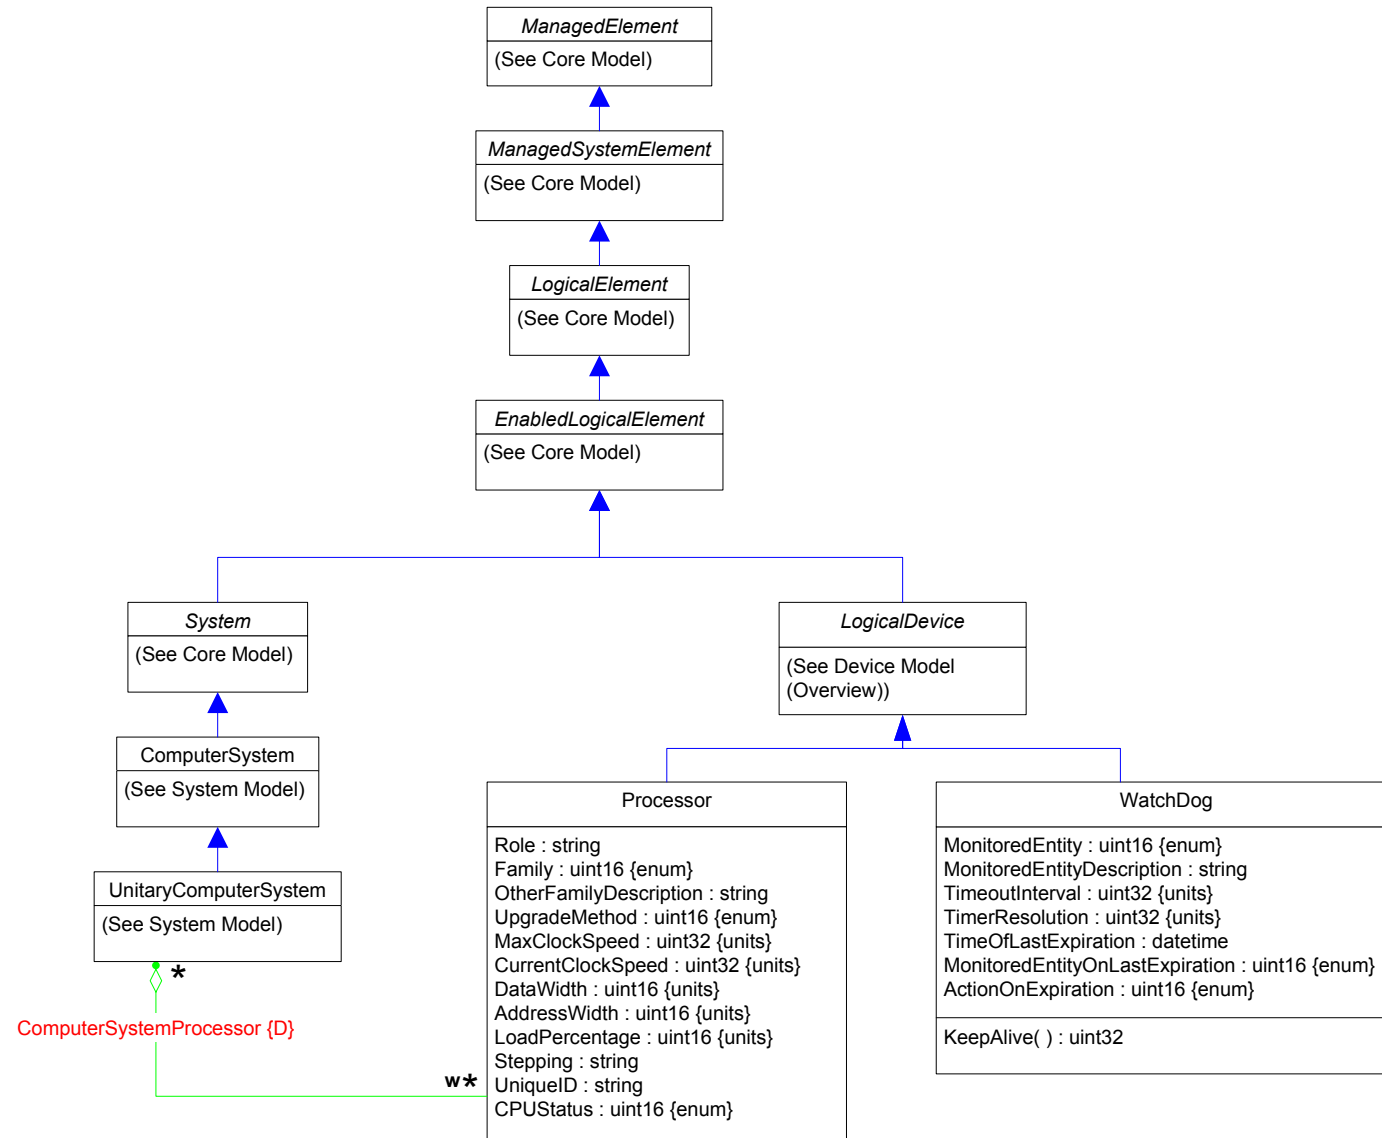 ManagedElement
(See Core Model)
ManagedSystemElement
(See Core Model)
LogicalElement
(See Core Model)
EnabledLogicalElement
(See Core Model)
System
(See Core Model)
LogicalDevice
(See Device Model
(Overview))
ComputerSystem
(See System Model)
UnitaryComputerSystem
(See System Model)
*
ComputerSystemProcessor {D}
w*
Processor
Role : string
Family : uint16 {enum}
OtherFamilyDescription : string
UpgradeMethod : uint16 {enum}
MaxClockSpeed : uint32 {units}
CurrentClockSpeed : uint32 {units}
DataWidth : uint16 {units}
AddressWidth : uint16 {units}
LoadPercentage : uint16 {units}
Stepping : string
UniqueID : string
CPUStatus : uint16 {enum}
WatchDog
MonitoredEntity : uint16 {enum}
MonitoredEntityDescription : string
TimeoutInterval : uint32 {units}
TimerResolution : uint32 {units}
TimeOfLastExpiration : datetime
MonitoredEntityOnLastExpiration : uint16 {enum}
ActionOnExpiration : uint16 {enum}
KeepAlive( ) : uint32